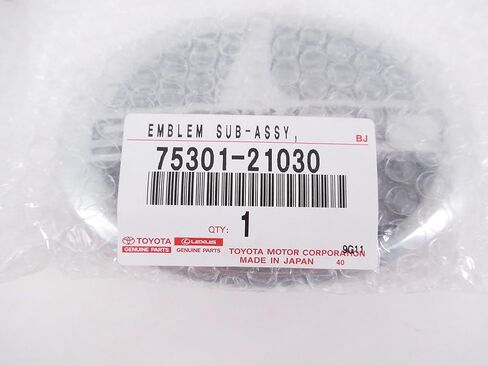 EMBLEM SUB-ASSY,
BJ
75301-21030
QTY: 1
TOYOTA LEXUS
GENUINE PARTS GENUINE PARTS
TOYOTA MOTOR CORPORATION
9G11
MADE IN JAPAN 40